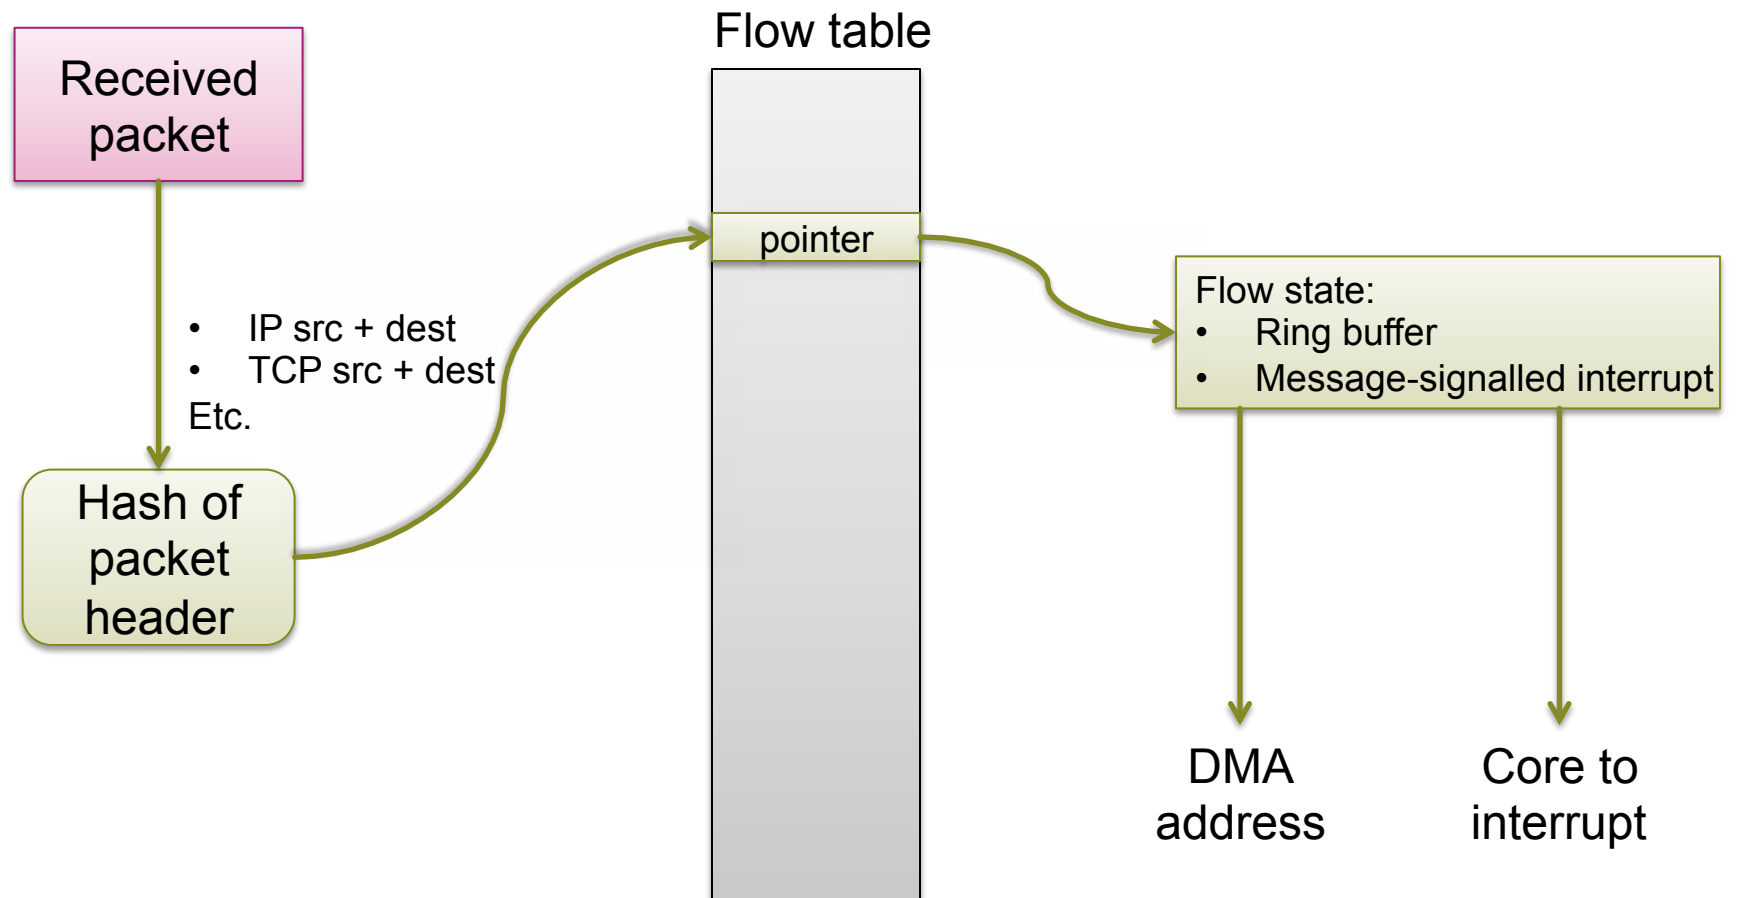 Flow table
Received
packet
pointer
• IP src + dest
• TCP src + dest
Etc.
Hash of
packet
header
Flow state:
• Ring buffer
• Message-signalled interrupt
DMA
address
Core to
interrupt